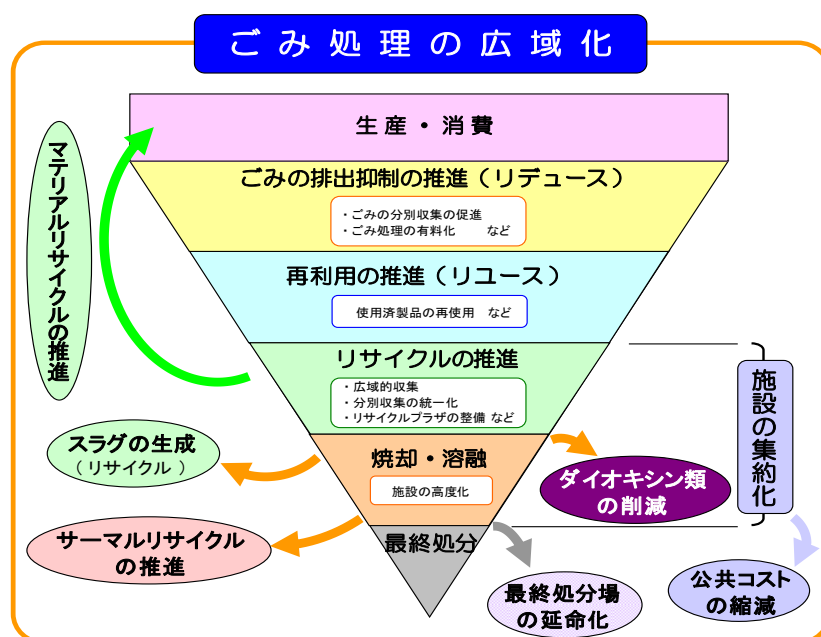 ごみ処理の広域化
生産・消費
マテリアルリサイクルの推進
ごみの排出抑制の推進（リデュース）
・ごみの分別収集の促進
・ごみ処理の有料化　　など
再利用の推進（リユース）
使用済製品の再使用　など
リサイクルの推進
・広域的収集
・分別収集の統一化
・リサイクルプラザの整備 など
施設の集約化
スラグの生成
（リサイクル）
焼却・溶融
施設の高度化
ダイオキシン類
の削減
サーマルリサイクル
の推進
最終処分
最終処分場
の延命化
公共コスト
の縮減